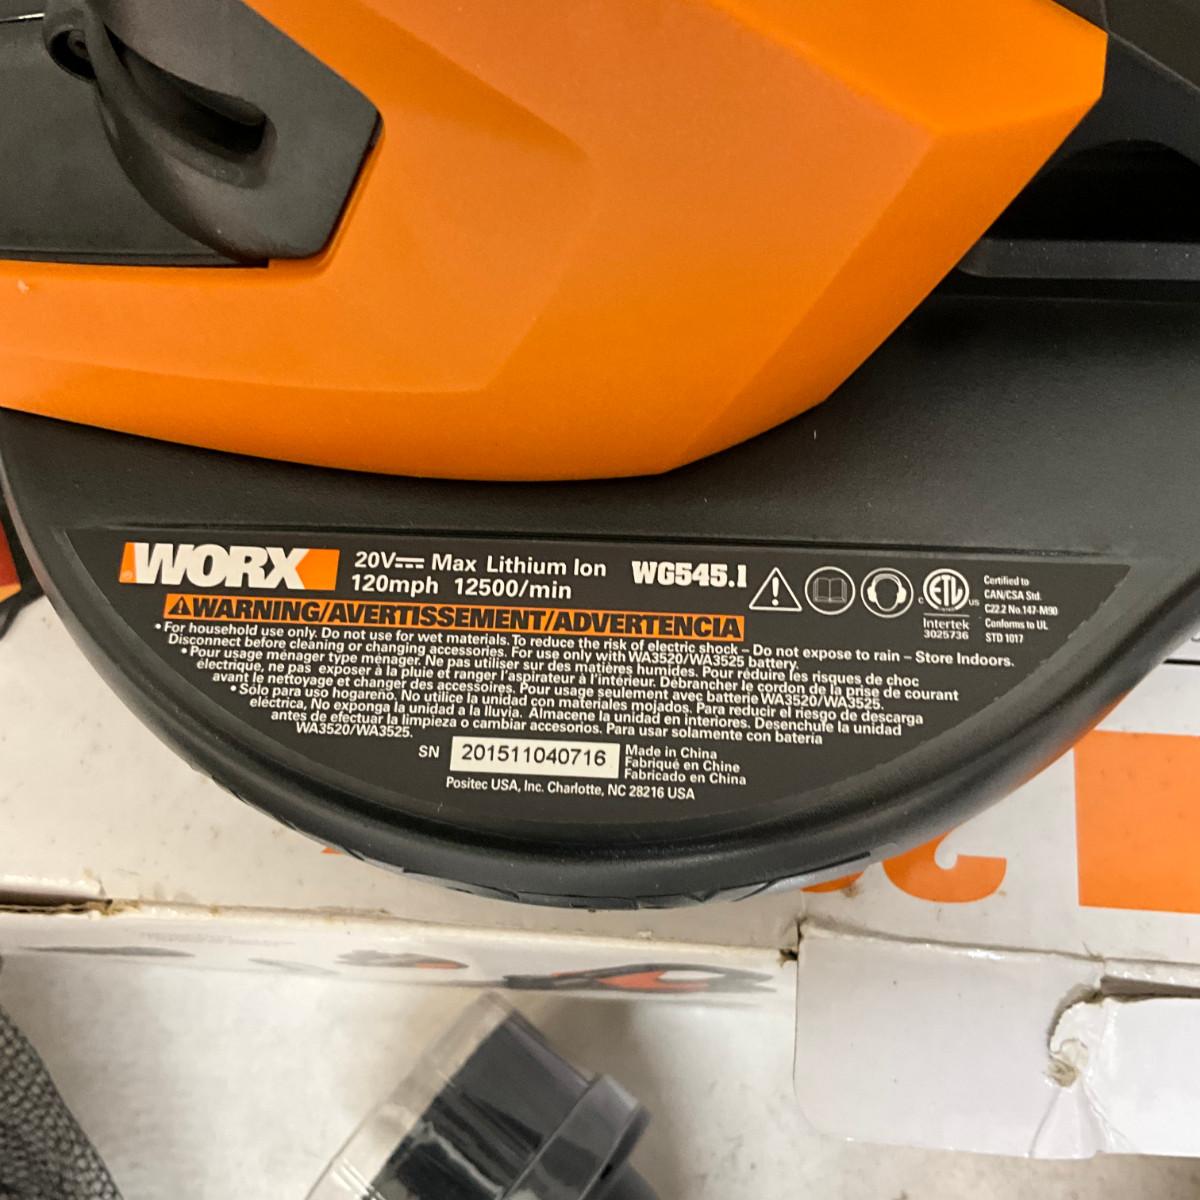 WORX
20V Max Lithium Ion
120mph 12500/min
WG545.1
Certified to
CAN/CSA Std.
C22.2 No.147-M90
Conforms to UL
STD 1017
C ETL US
Intertek
3025736
WARNING/AVERTISSEMENT/ADVERTENCIA
• For household use only. Do not use for wet materials. To reduce the risk of electric shock – Do not expose to rain – Store Indoors.
Disconnect before cleaning or changing accessories. For use only with WA3520/WA3525 battery.
• Pour usage ménager type ménager. Ne pas utiliser sur des matières humides. Pour réduire les risques de choc
électrique, ne pas exposer à la pluie et ranger l'aspirateur à l'intérieur. Débrancher le cordon de la prise de courant
avant le nettoyage et changer des accessoires. Pour usage seulement avec batterie WA3520/WA3525.
• Sólo para uso hogareno. No utilice la unidad con materiales mojados. Para reducir el riesgo de descarga
eléctrica, No exponga la unidad a la lluvia. Almacene la unidad en interiores. Desenchufe la unidad
antes de efectuar la limpieza o cambiar accesorios. Para usar solamente con batería
WA3520/WA3525.
SN 201511040716
Made in China
Fabriqué en Chine
Fabricado en China
Positec USA, Inc. Charlotte, NC 28216 USA